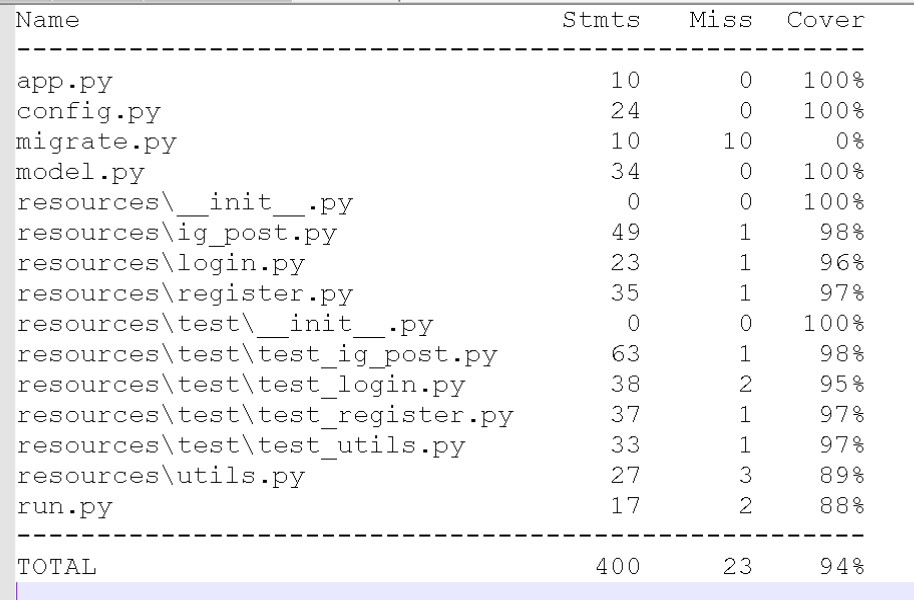 Name Stmts Miss Cover
-----------------------------------------------------
app.py 10 0 100%
config.py 24 0 100%
migrate.py 10 10 0%
model.py 34 0 100%
resources\__init__.py 0 0 100%
resources\ig_post.py 49 1 98%
resources\login.py 23 1 96%
resources\register.py 35 1 97%
resources\test\__init__.py 0 0 100%
resources\test\test_ig_post.py 63 1 98%
resources\test\test_login.py 38 2 95%
resources\test\test_register.py 37 1 97%
resources\test\test_utils.py 33 1 97%
resources\utils.py 27 3 89%
run.py 17 2 88%
-----------------------------------------------------
TOTAL 400 23 94%